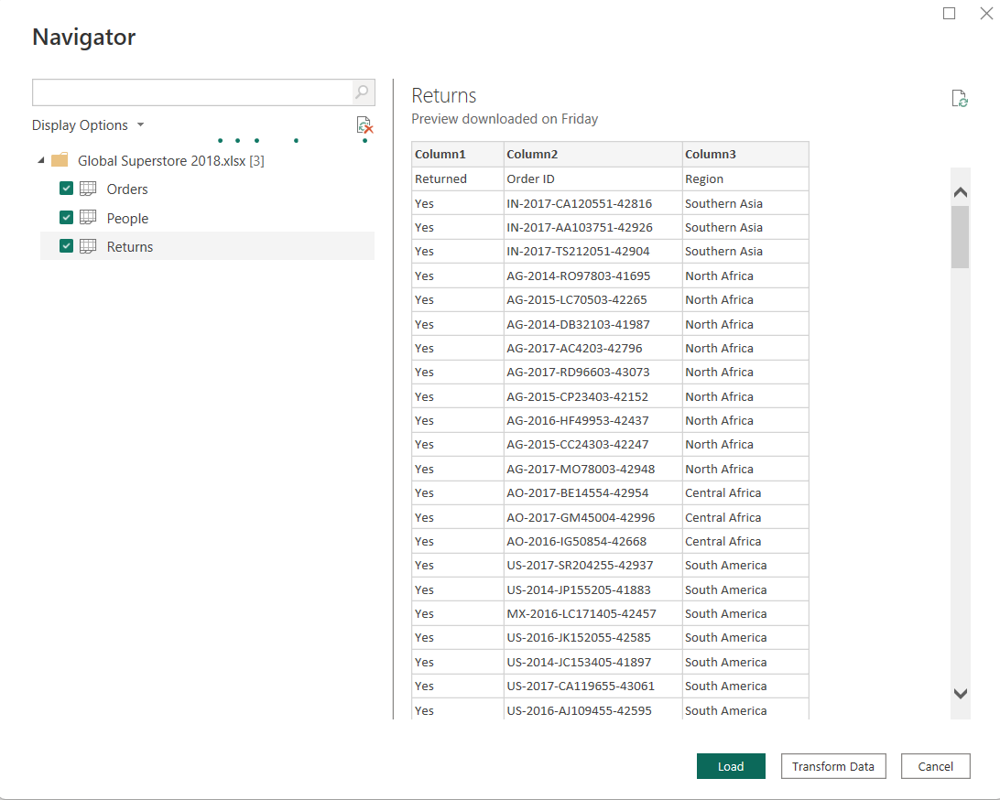 Navigator
Display Options
Global Superstore 2018.xlsx [3]
Orders
People
Returns
Returns
Preview downloaded on Friday
Column1 Column2 Column3
Returned Order ID Region
Yes IN-2017-CA120551-42816 Southern Asia
Yes IN-2017-AA103751-42926 Southern Asia
Yes IN-2017-TS212051-42904 Southern Asia
Yes AG-2014-RO97803-41695 North Africa
Yes AG-2015-LC70503-42265 North Africa
Yes AG-2014-DB32103-41987 North Africa
Yes AG-2017-AC4203-42796 North Africa
Yes AG-2017-RD96603-43073 North Africa
Yes AG-2015-CP23403-42152 North Africa
Yes AG-2016-HF49953-42437 North Africa
Yes AG-2015-CC24303-42247 North Africa
Yes AG-2017-MO78003-42948 North Africa
Yes AO-2017-BE14554-42954 Central Africa
Yes AO-2017-GM45004-42996 Central Africa
Yes AO-2016-IG50854-42668 Central Africa
Yes US-2017-SR204255-42937 South America
Yes US-2014-JP155205-41883 South America
Yes MX-2016-LC171405-42457 South America
Yes US-2016-JK152055-42585 South America
Yes US-2014-JC153405-41897 South America
Yes US-2017-CA119655-43061 South America
Yes US-2016-AJ109455-42595 South America
Load Transform Data Cancel